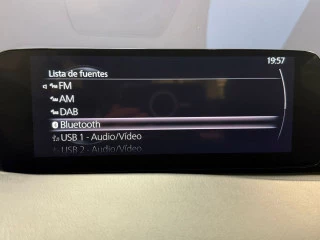 19:57
Lista de fuentes
FM
AM
DAB
Bluetooth
USB 1 - Audio/Vídeo
USB 2 - Audio/Vídeo